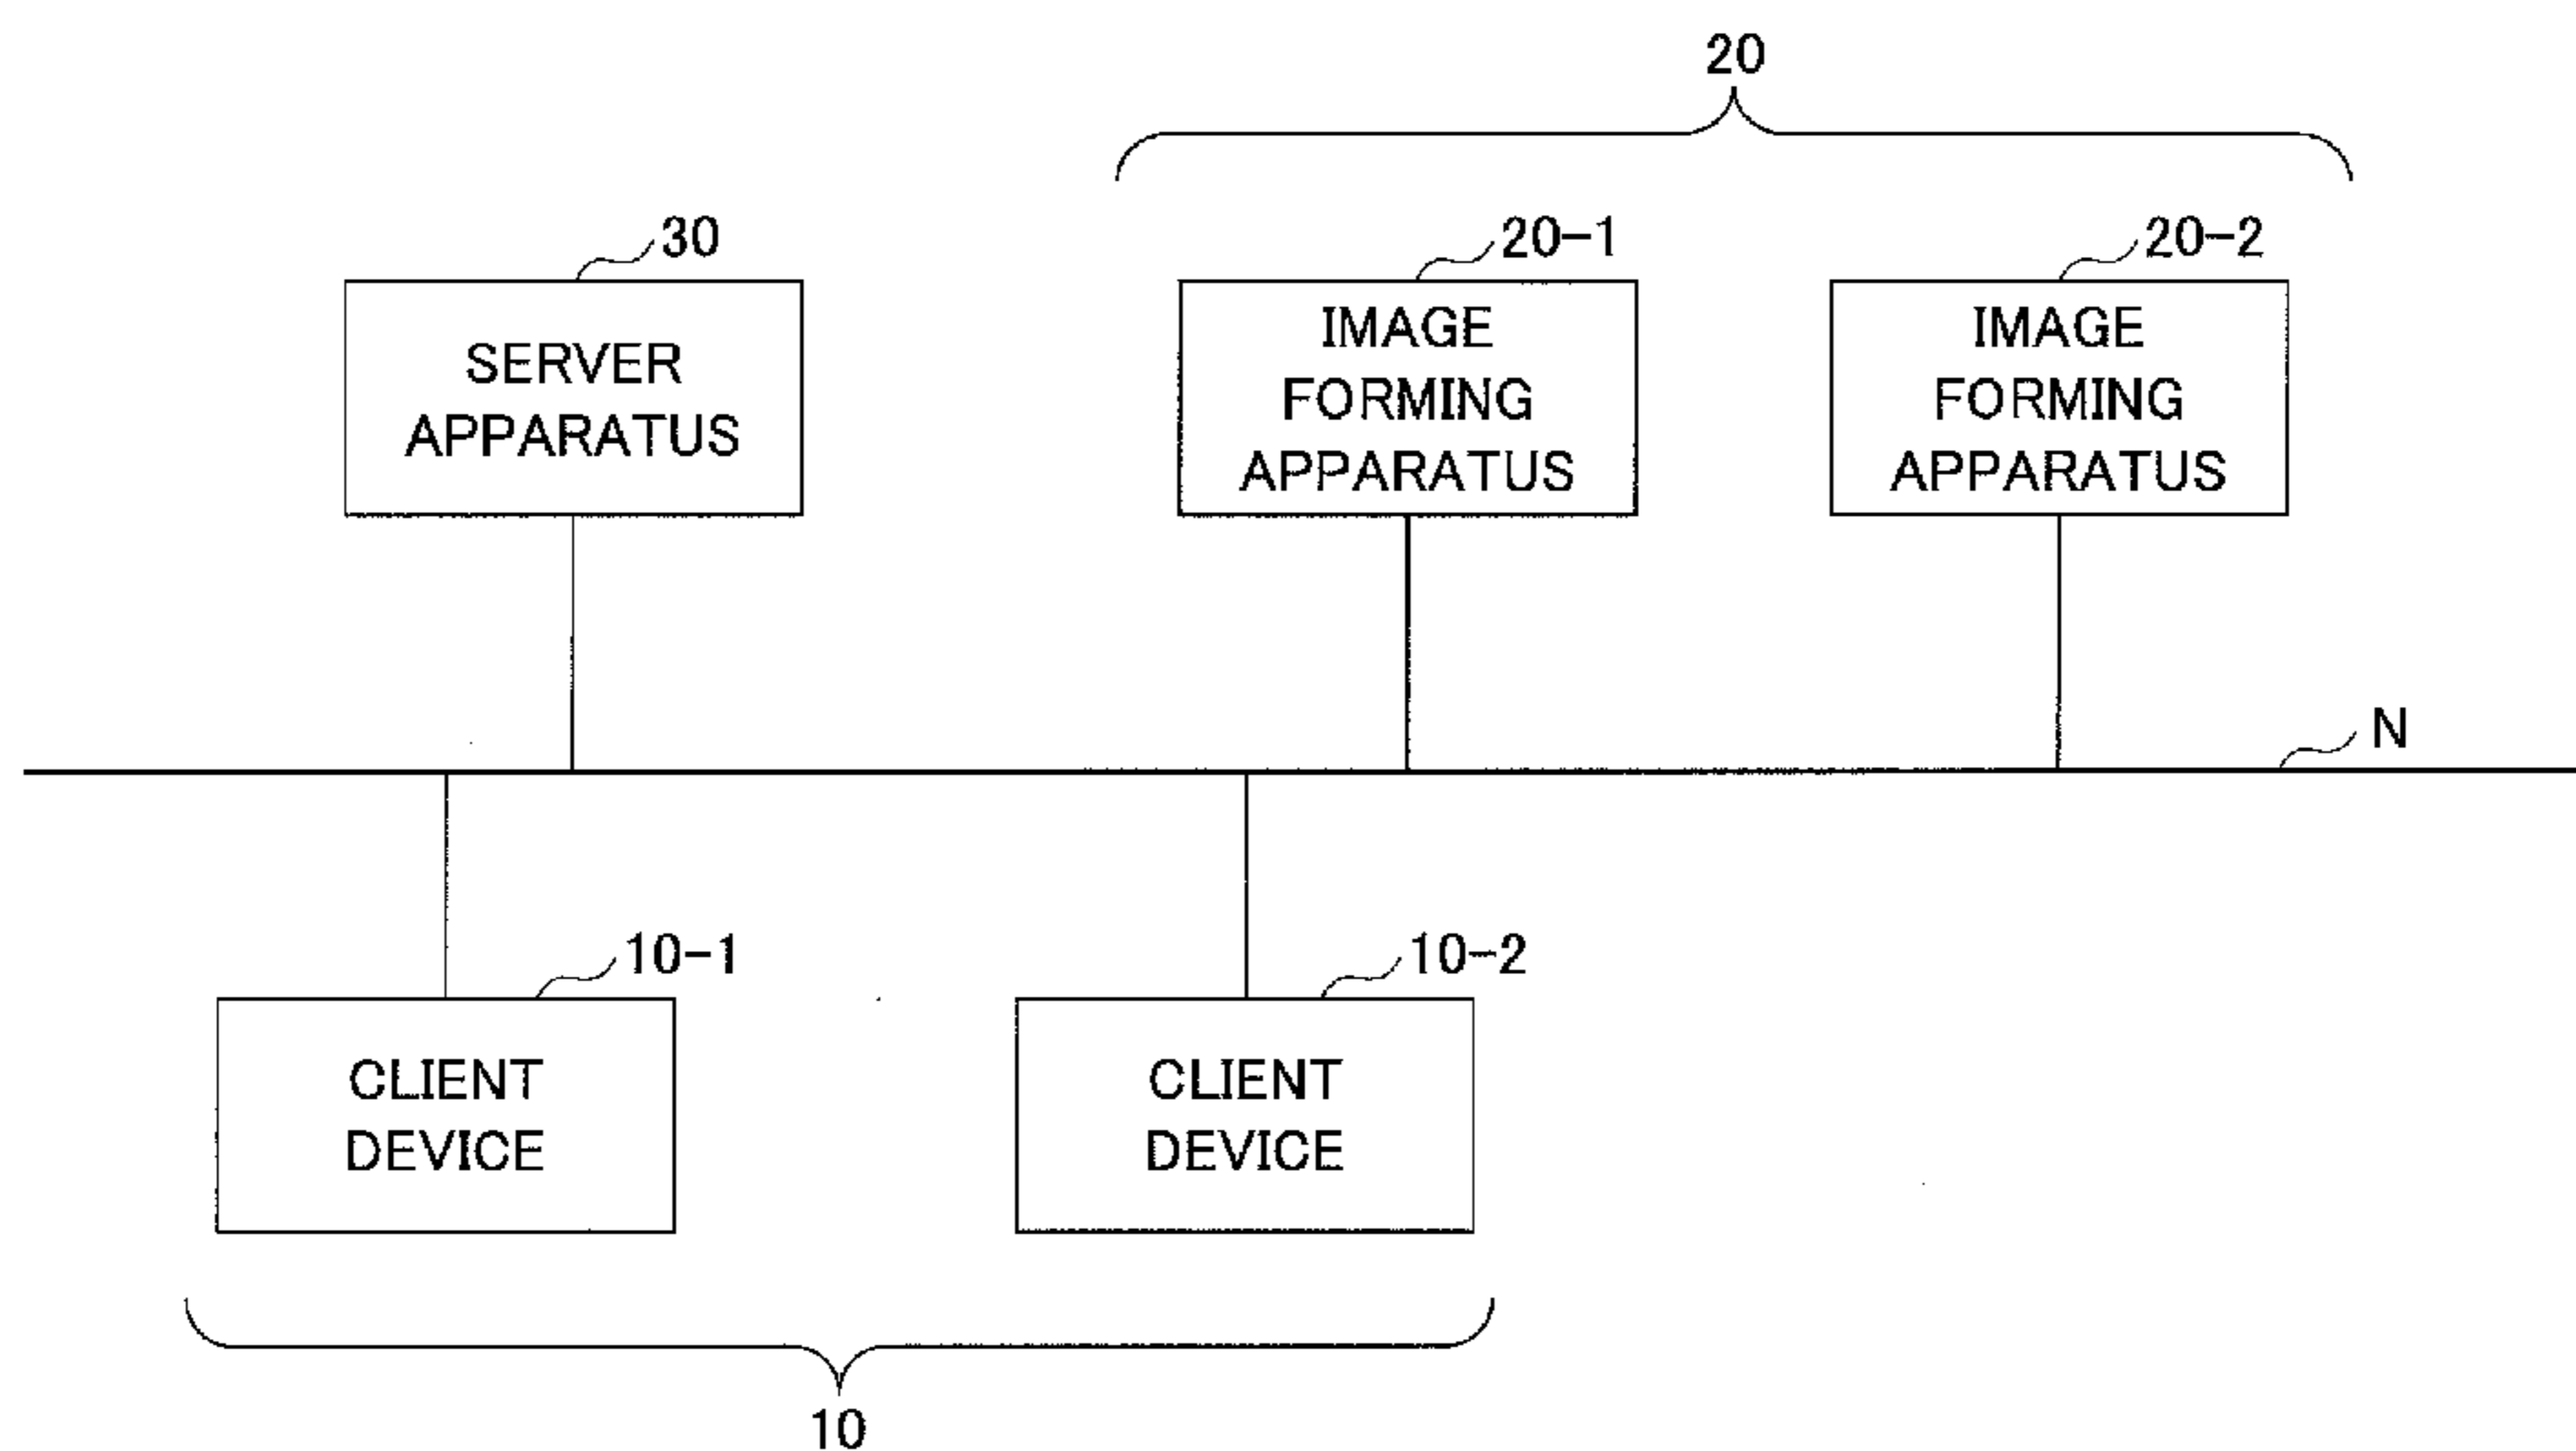 20
30
20-1
20-2
SERVER
APPARATUS
IMAGE
FORMING
APPARATUS
IMAGE
FORMING
APPARATUS
N
10-1
10-2
CLIENT
DEVICE
CLIENT
DEVICE
10